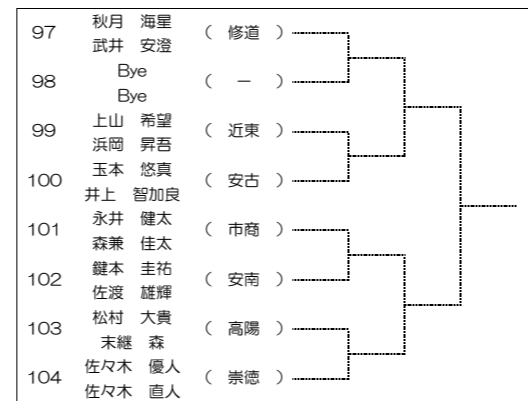 97 秋月 海星 ( 修道 )
武井 安澄
98 Bye ( － )
Bye
99 上山 希望 ( 近東 )
浜岡 昇吾
100 玉本 悠真 ( 安古 )
井上 智加良
101 永井 健太 ( 市商 )
森兼 佳太
102 鍵本 圭祐 ( 安南 )
佐渡 雄輝
103 松村 大貴 ( 高陽 )
末継 森
104 佐々木 優人 ( 崇徳 )
佐々木 直人